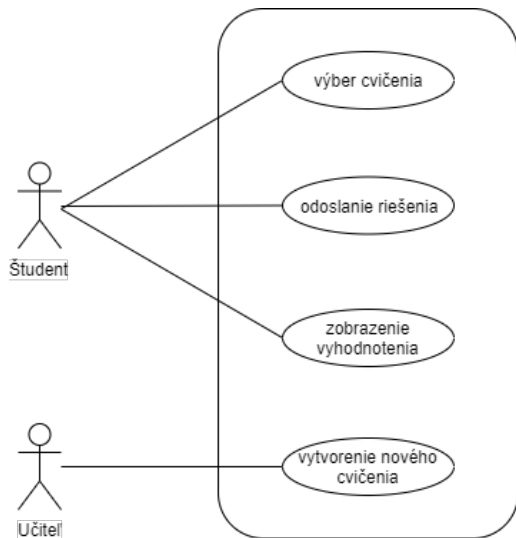 výber cvičenia
odoslanie riešenia
Študent
zobrazenie
vyhodnotenia
vytvorenie nového
cvičenia
Učiteľ